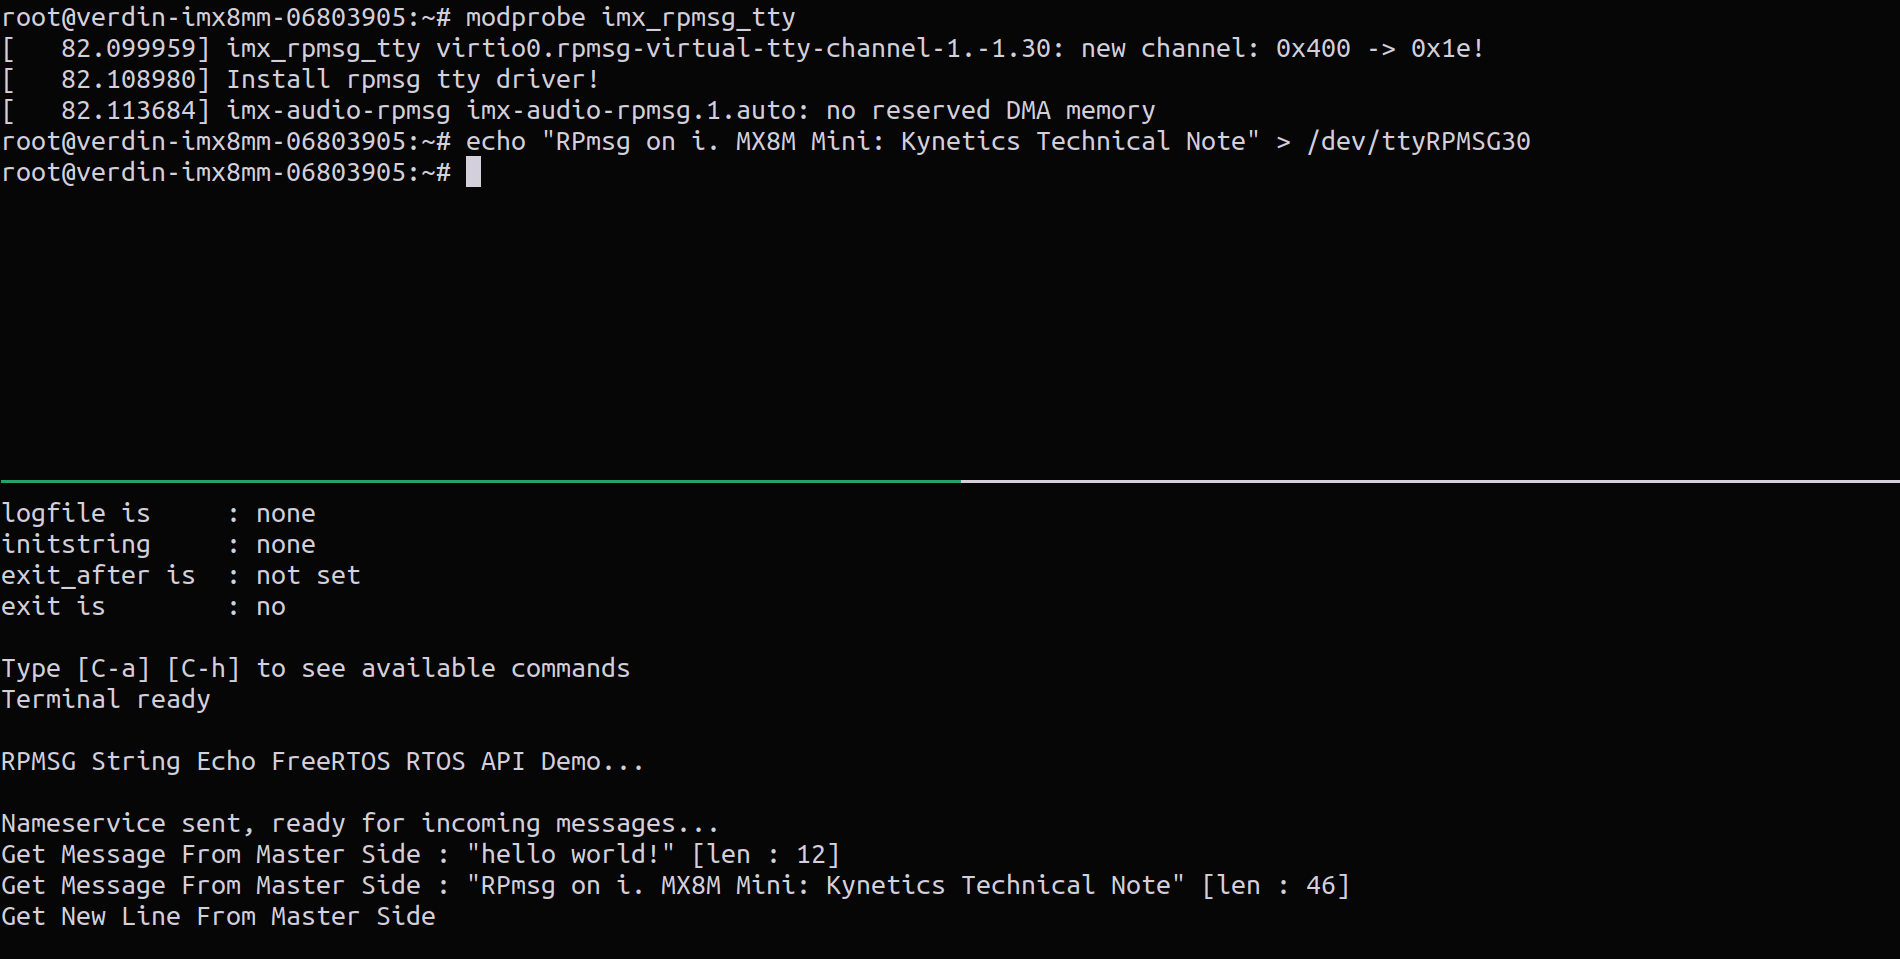 root@verdin-imx8mm-06803905:~# modprobe imx_rpmsg_tty
[   82.099959] imx_rpmsg_tty virtio0.rpmsg-virtual-tty-channel-1.-1.30: new channel: 0x400 -> 0x1e!
[   82.108980] Install rpmsg tty driver!
[   82.113684] imx-audio-rpmsg imx-audio-rpmsg.1.auto: no reserved DMA memory
root@verdin-imx8mm-06803905:~# echo "RPmsg on i. MX8M Mini: Kynetics Technical Note" > /dev/ttyRPMSG30
root@verdin-imx8mm-06803905:~#
logfile is     : none
initstring     : none
exit_after is  : not set
exit is        : no
Type [C-a] [C-h] to see available commands
Terminal ready
RPMSG String Echo FreeRTOS RTOS API Demo...
Nameservice sent, ready for incoming messages...
Get Message From Master Side : "hello world!" [len : 12]
Get Message From Master Side : "RPmsg on i. MX8M Mini: Kynetics Technical Note" [len : 46]
Get New Line From Master Side